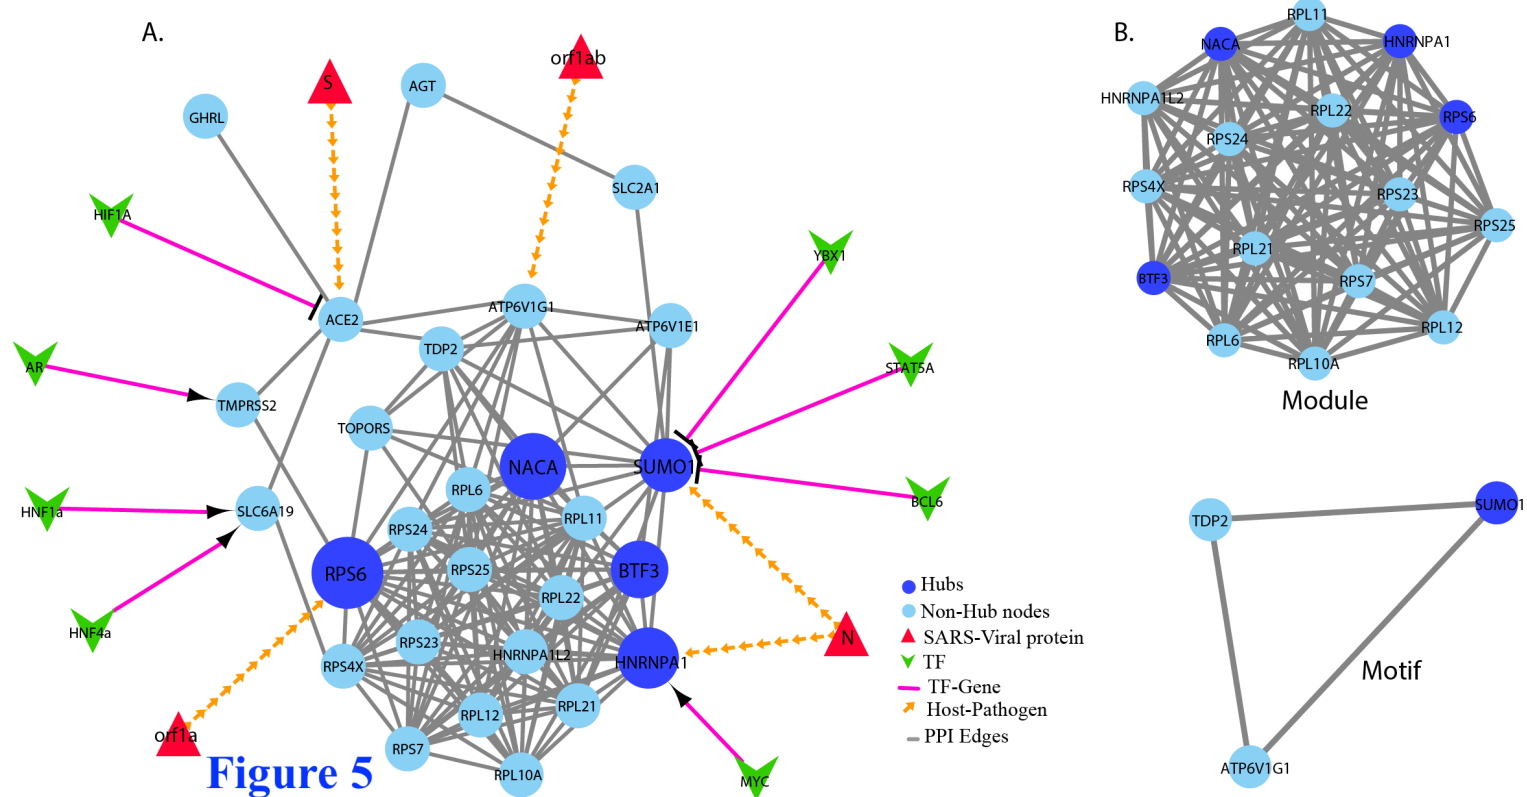 A.
S
orf1ab
AGT
GHRL
SLC2A1
HIF1A
YBX1
ACE2
ATP6V1G1
ATP6V1E1
TDP2
AR
STAT5A
TMPRSS2
TOPORS
NACA
SUMO1
RPL6
BCL6
HNF1a
SLC6A19
RPS24
RPL11
RPS6
RPS25
BTF3
RPL22
HNF4a
RPS23
HNRNPA1L2
HNRNPA1
N
RPS4X
RPL12
RPL21
orf1a
RPS7
RPL10A
MYC
Figure 5
Hubs
Non-Hub nodes
SARS-Viral protein
TF
TF-Gene
Host-Pathogen
PPI Edges
B.
RPL11
NACA
HNRNPA1
HNRNPA1L2
RPL22
RPS6
RPS24
RPS4X
RPS23
RPS25
RPL21
BTF3
RPS7
RPL12
RPL6
RPL10A
Module
TDP2
SUMO1
Motif
ATP6V1G1